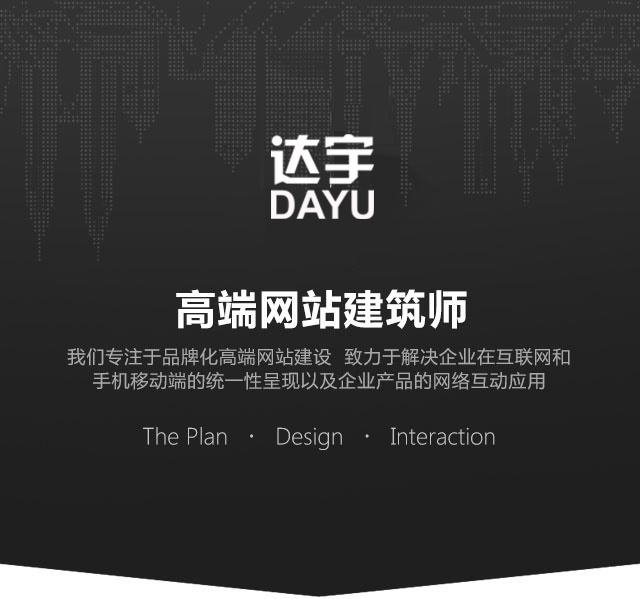 达宇
DAYU
高端网站建筑师
我们专注于品牌化高端网站建设 致力于解决企业在互联网和
手机移动端的统一性呈现以及企业产品的网络互动应用
The Plan · Design · Interaction